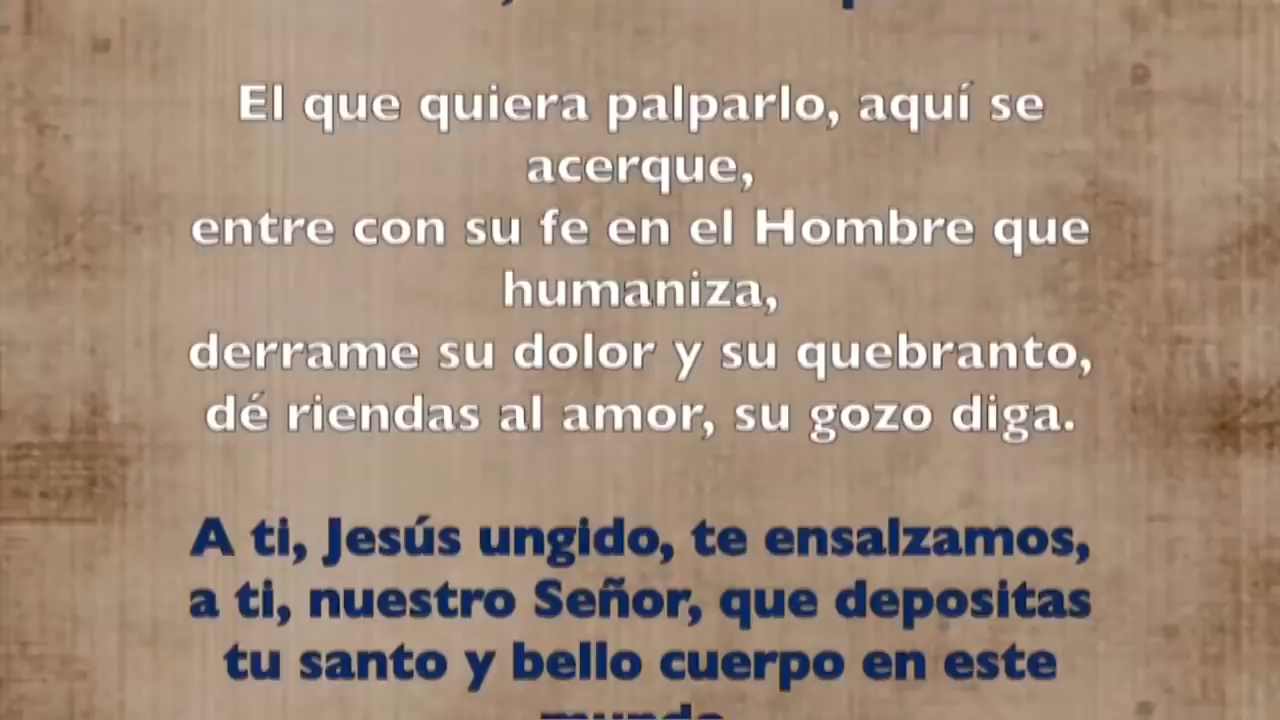 El que quiera palparlo, aquí se
acerque,
entre con su fe en el Hombre que
humaniza,
derrame su dolor y su quebranto,
dé riendas al amor, su gozo diga.
A ti, Jesús ungido, te ensalzamos,
a ti, nuestro Señor, que depositas
tu santo y bello cuerpo en este